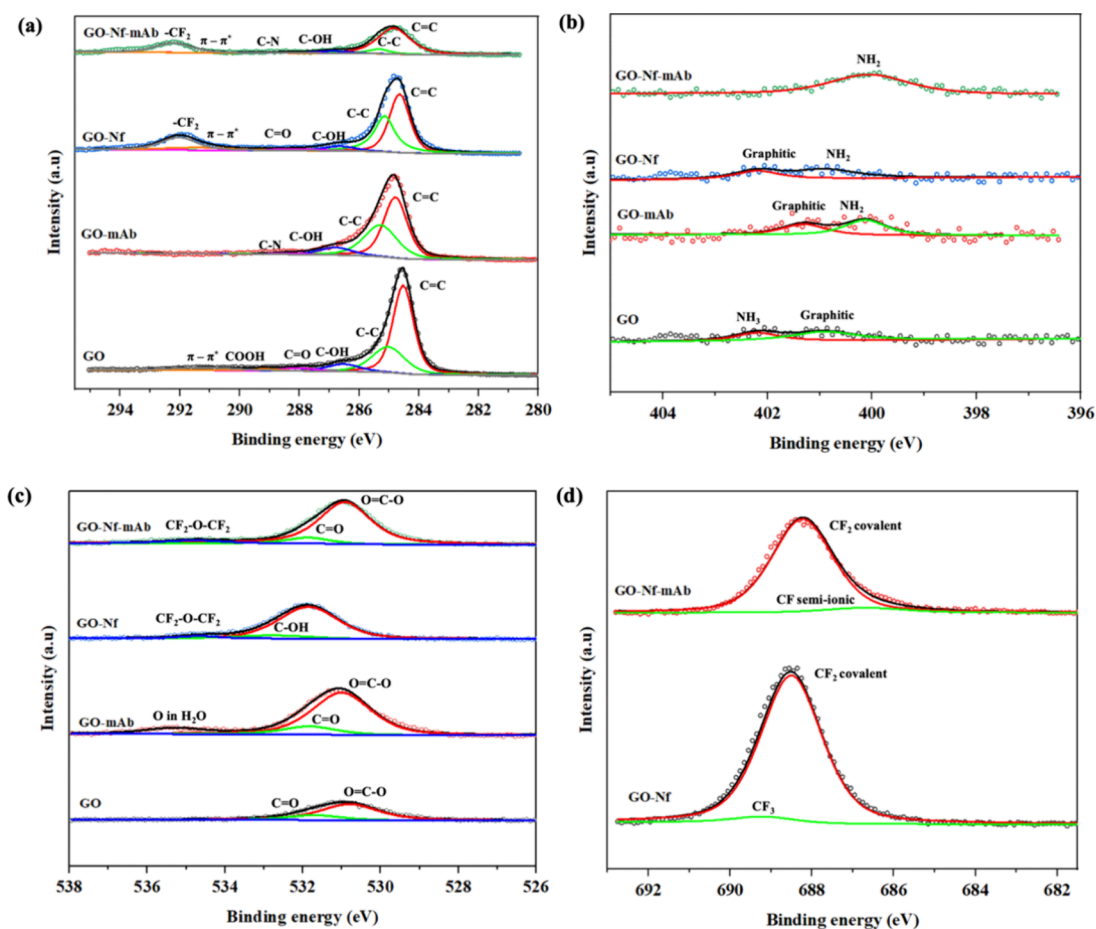 (a)
GO-Nf-mAb
-CF₂
π – π*
C-N
C-OH
C-C
C=C
GO-Nf
-CF₂
π – π*
C=O
C-OH
C-C
C=C
GO-mAb
C-N
C-OH
C-C
C=C
GO
π – π*
COOH
C=O
C-OH
C-C
C=C
Intensity (a.u)
294 292 290 288 286 284 282 280
Binding energy (eV)
(b)
GO-Nf-mAb
NH₂
GO-Nf
Graphitic
NH₂
GO-mAb
Graphitic
NH₂
GO
NH₃
Graphitic
Intensity (a.u)
404 402 400 398 396
Binding energy (eV)
(c)
GO-Nf-mAb
CF₂-O-CF₂
C=O
O=C-O
GO-Nf
CF₂-O-CF₂
C-OH
GO-mAb
O in H₂O
C=O
O=C-O
GO
C=O
O=C-O
Intensity (a.u)
538 536 534 532 530 528 526
Binding energy (eV)
(d)
GO-Nf-mAb
CF₂ covalent
CF semi-ionic
GO-Nf
CF₂ covalent
CF₃
Intensity (a.u)
692 690 688 686 684 682
Binding energy (eV)